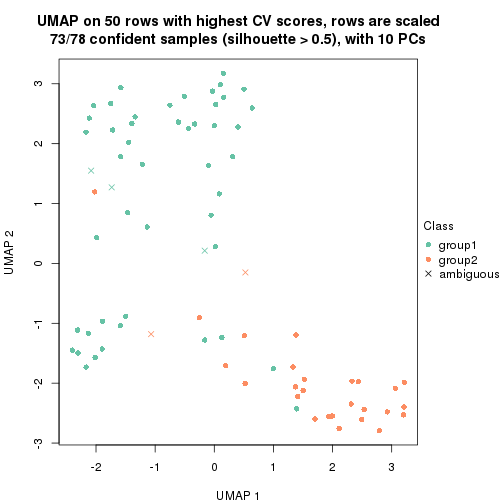 UMAP on 50 rows with highest CV scores, rows are scaled
73/78 confident samples (silhouette > 0.5), with 10 PCs
3
2
1
0
-1
-2
-3
UMAP 2
-2
-1
0
1
2
3
UMAP 1
Class
group1
group2
ambiguous